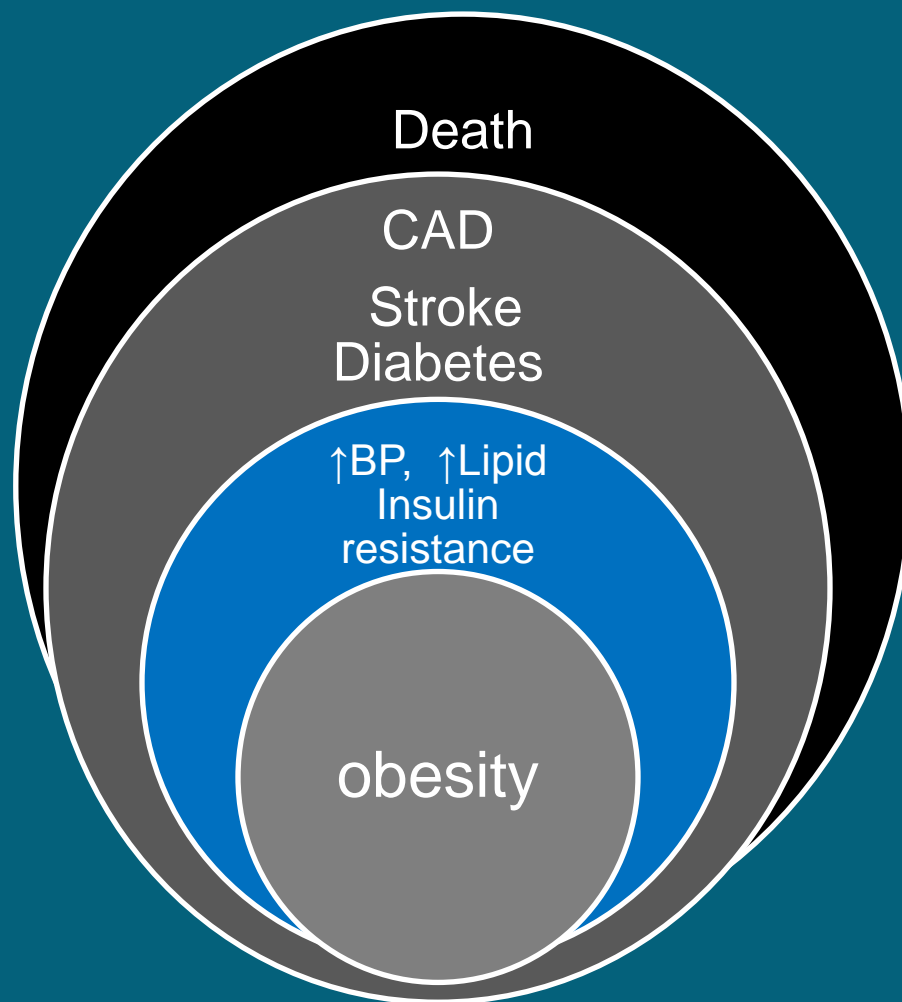 Death
CAD
Stroke
Diabetes
↑BP, ↑Lipid
Insulin
resistance
obesity